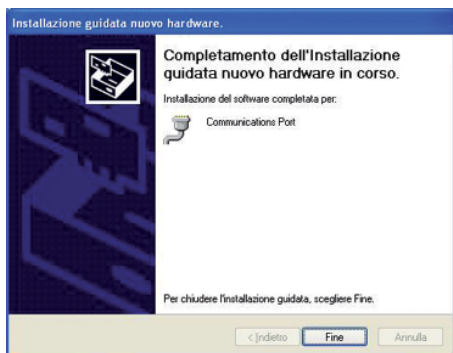 Installazione guidata nuovo hardware.
Completamento dell'Installazione
guidata nuovo hardware in corso.
Installazione del software completata per:
Communications Port
Per chiudere l'installazione guidata, scegliere Fine.
< Indietro Fine Annulla